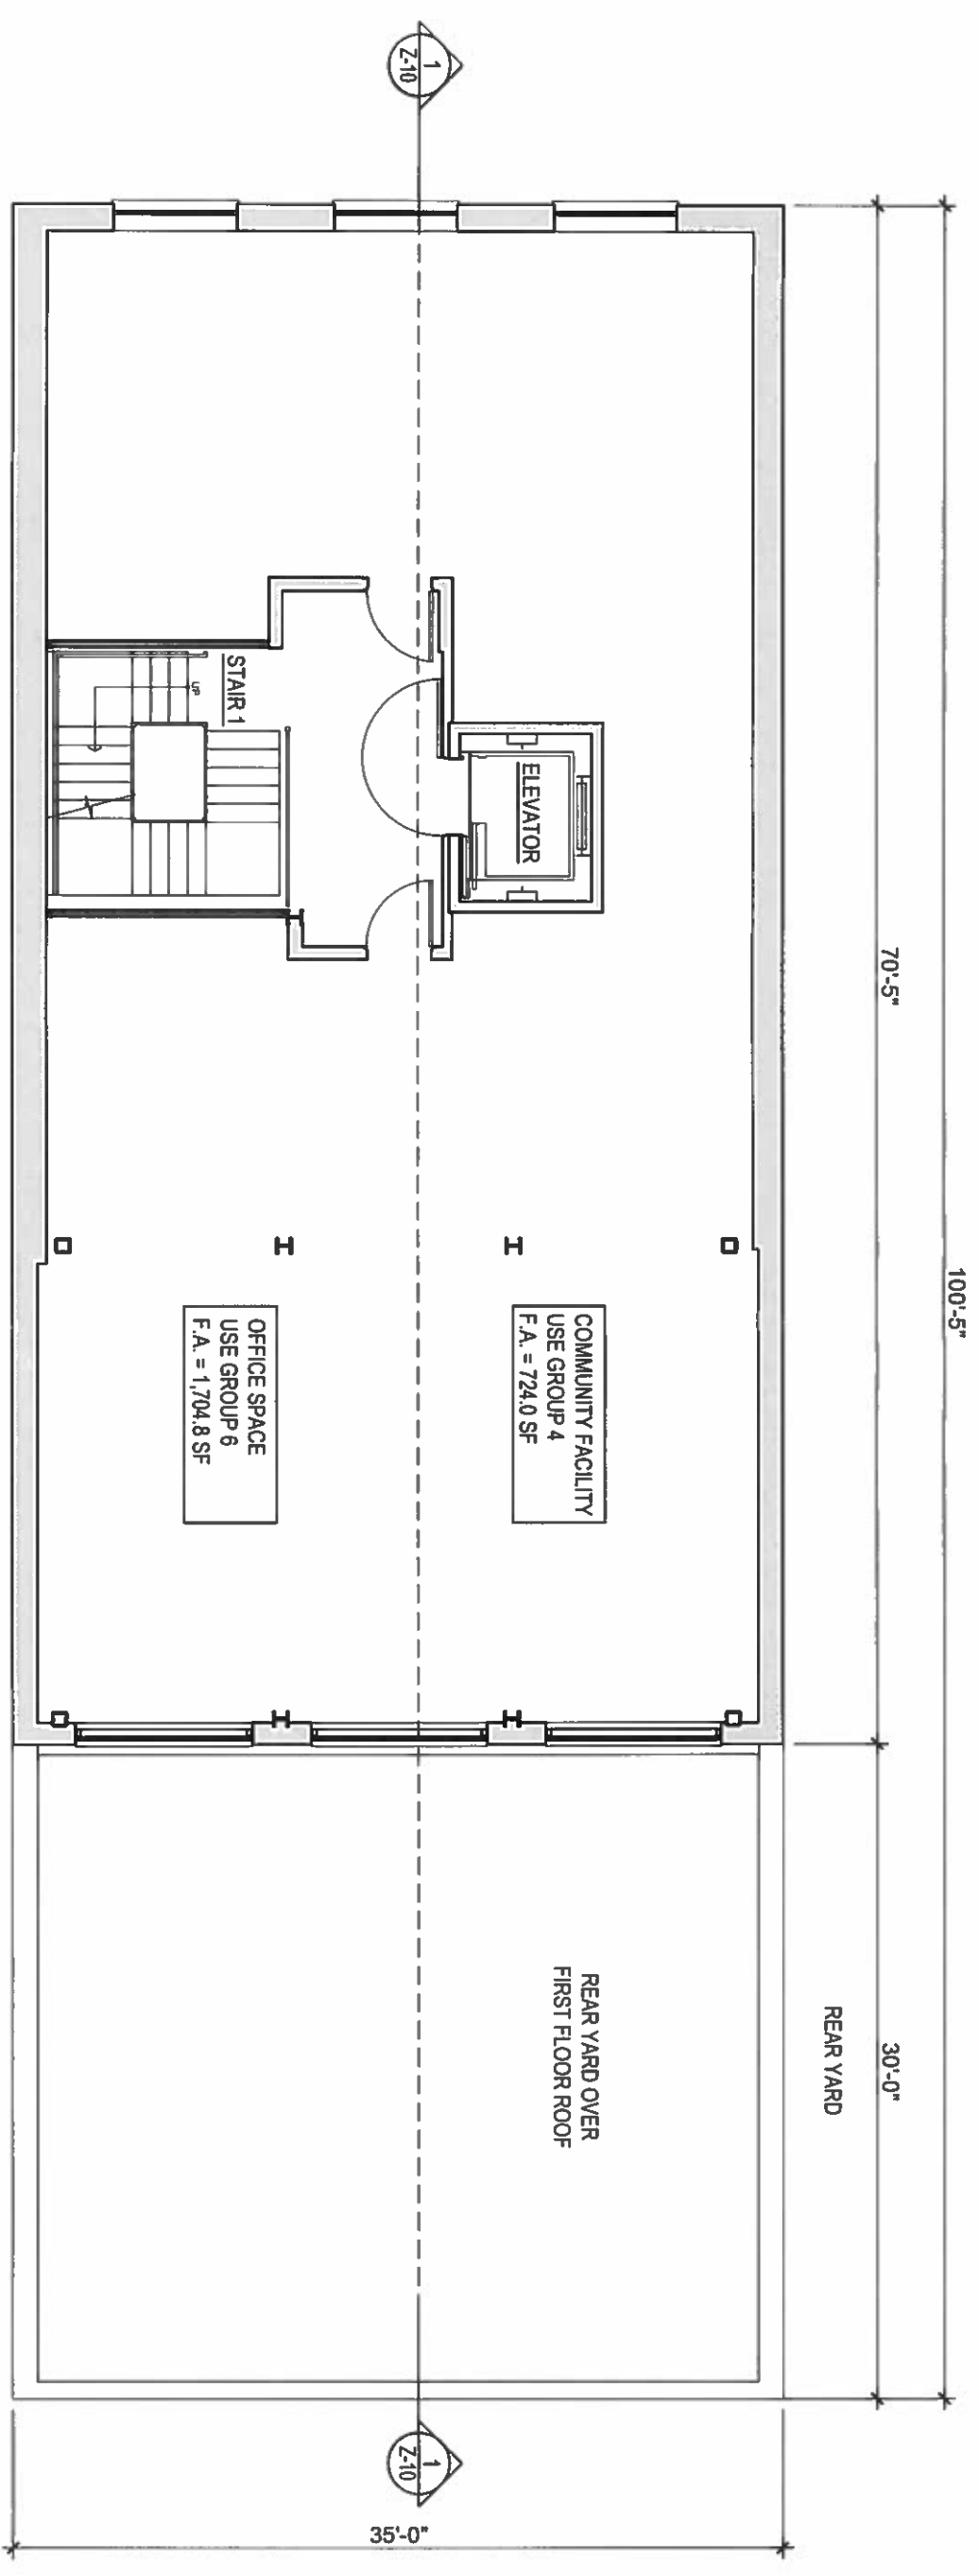 1
Z-10
100'-5"
70'-5"
30'-0"
REAR YARD
ELEVATOR
STAIR 1
UP
COMMUNITY FACILITY
USE GROUP 4
F.A. = 724.0 SF
OFFICE SPACE
USE GROUP 6
F.A. = 1,704.8 SF
REAR YARD OVER
FIRST FLOOR ROOF
1
Z-10
35'-0"